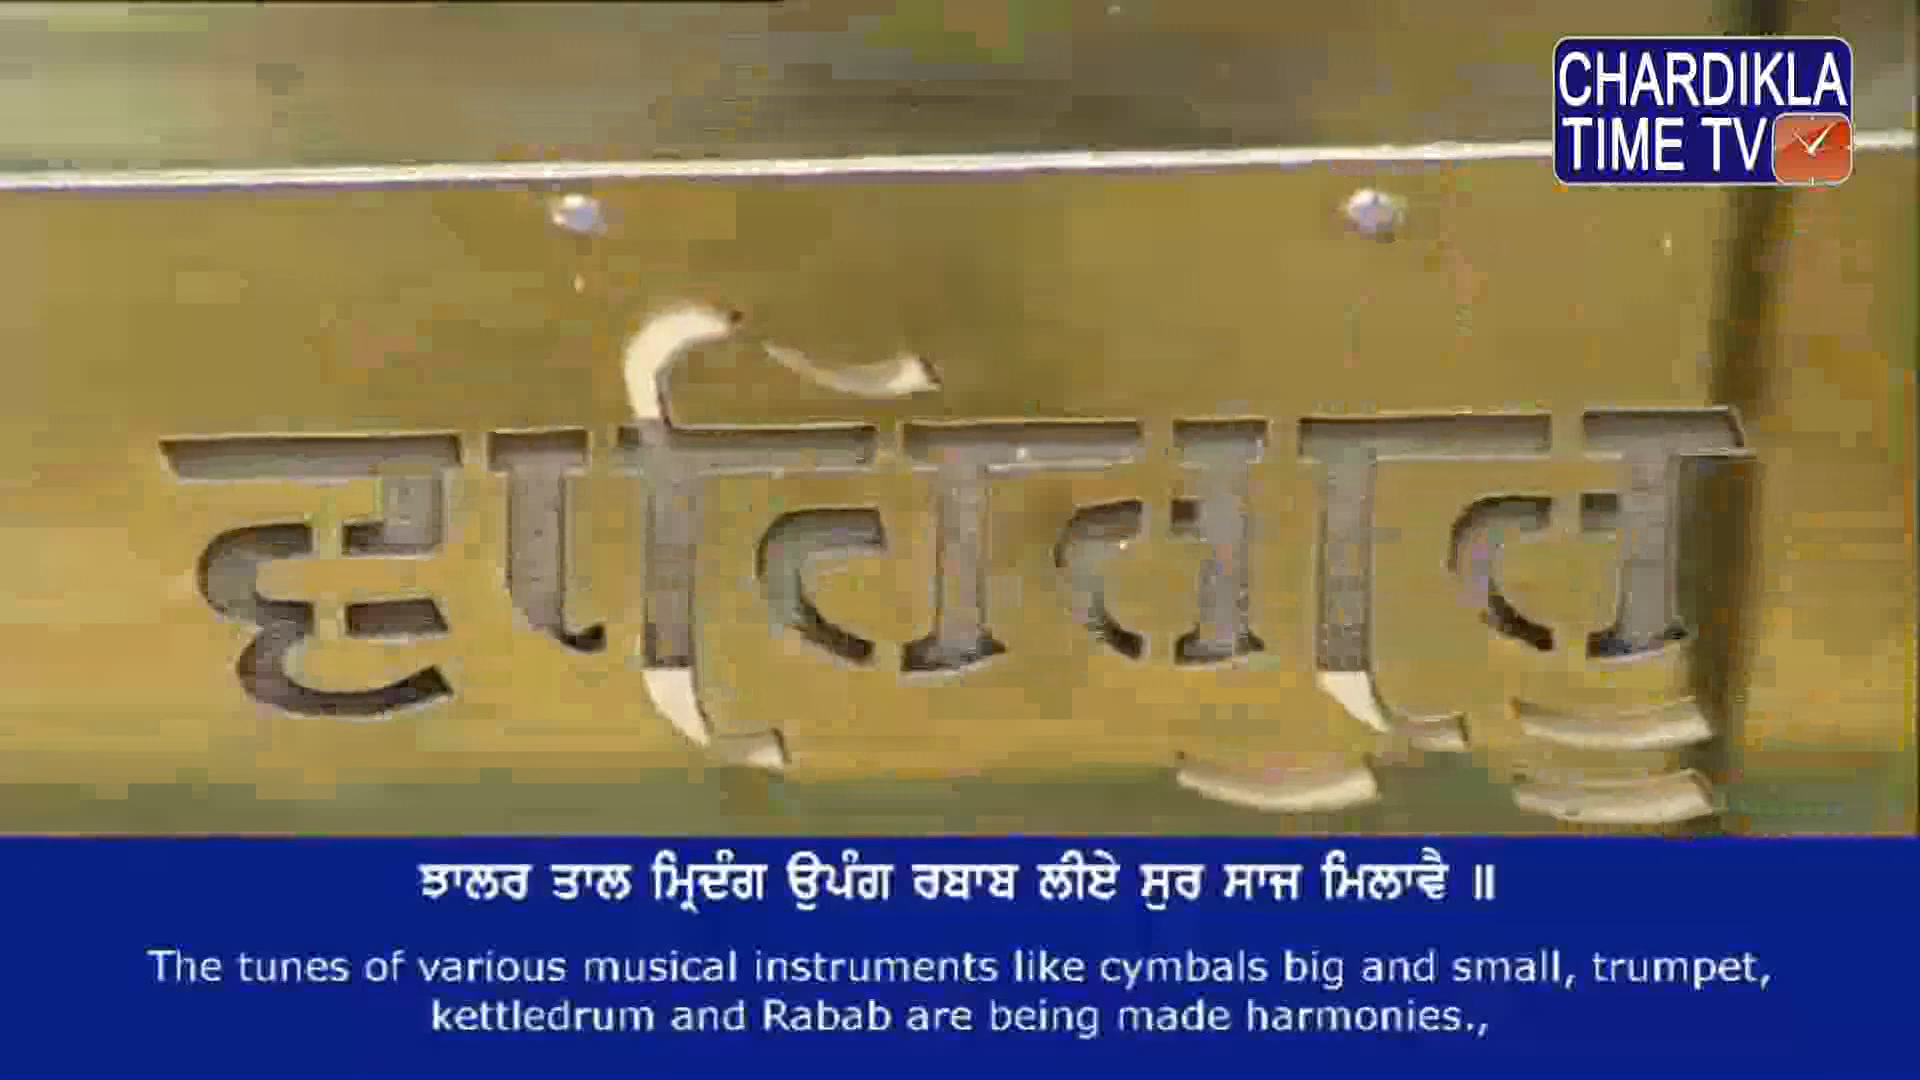 CHARDIKLA
TIME TV
ਵਾਹਿਗੁਰੂ
ਝਾਲਰ ਤਾਲ ਮ੍ਰਿਦੰਗ ਉਪੰਗ ਰਬਾਬ ਲੀਏ ਸੁਰ ਸਾਜ ਮਿਲਾਵੈ ॥
The tunes of various musical instruments like cymbals big and small, trumpet,
kettledrum and Rabab are being made harmonies.,